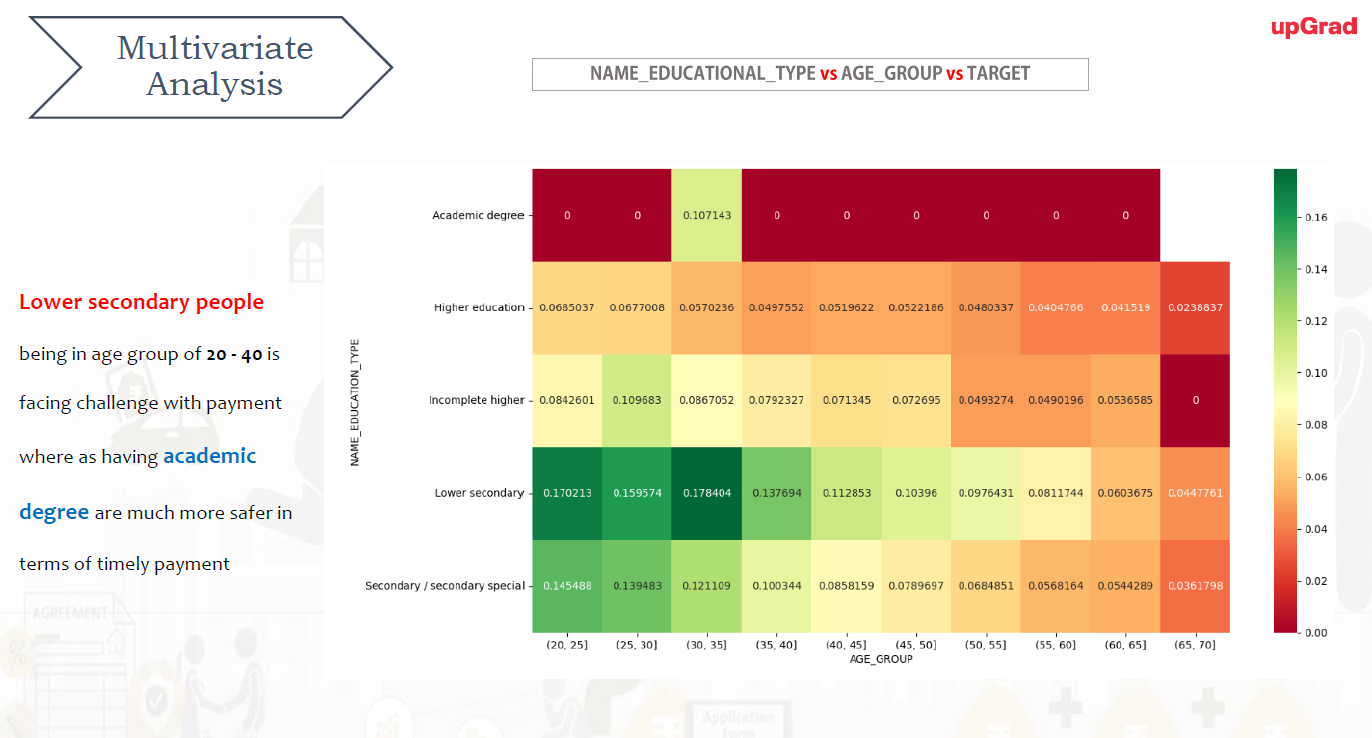 Multivariate
Analysis
upGrad
NAME_EDUCATIONAL_TYPE vs AGE_GROUP vs TARGET
Lower secondary people
being in age group of 20 - 40 is
facing challenge with payment
where as having academic
degree are much more safer in
terms of timely payment
NAME_EDUCATION_TYPE
Academic degree 0 0 0.107143 0 0 0 0 0 0
Higher education 0.0685037 0.0677008 0.0570236 0.0497552 0.0519622 0.0522186 0.0480337 0.0404766 0.041519 0.0238837
Incomplete higher 0.0842601 0.109683 0.0867052 0.0792327 0.071345 0.072695 0.0493274 0.0490196 0.0536585 0
Lower secondary 0.170213 0.159574 0.178404 0.137694 0.112853 0.10396 0.0976431 0.0811744 0.0603675 0.0447761
Secondary / secondary special 0.145488 0.139483 0.121109 0.100344 0.0858159 0.0789697 0.0684851 0.0568164 0.0544289 0.0361798
(20, 25] (25, 30] (30, 35] (35, 40] (40, 45] (45, 50] (50, 55] (55, 60] (60, 65] (65, 70]
AGE_GROUP
0.16
0.14
0.12
0.10
0.08
0.06
0.04
0.02
0.00
AGREEMENT
%
Application
form